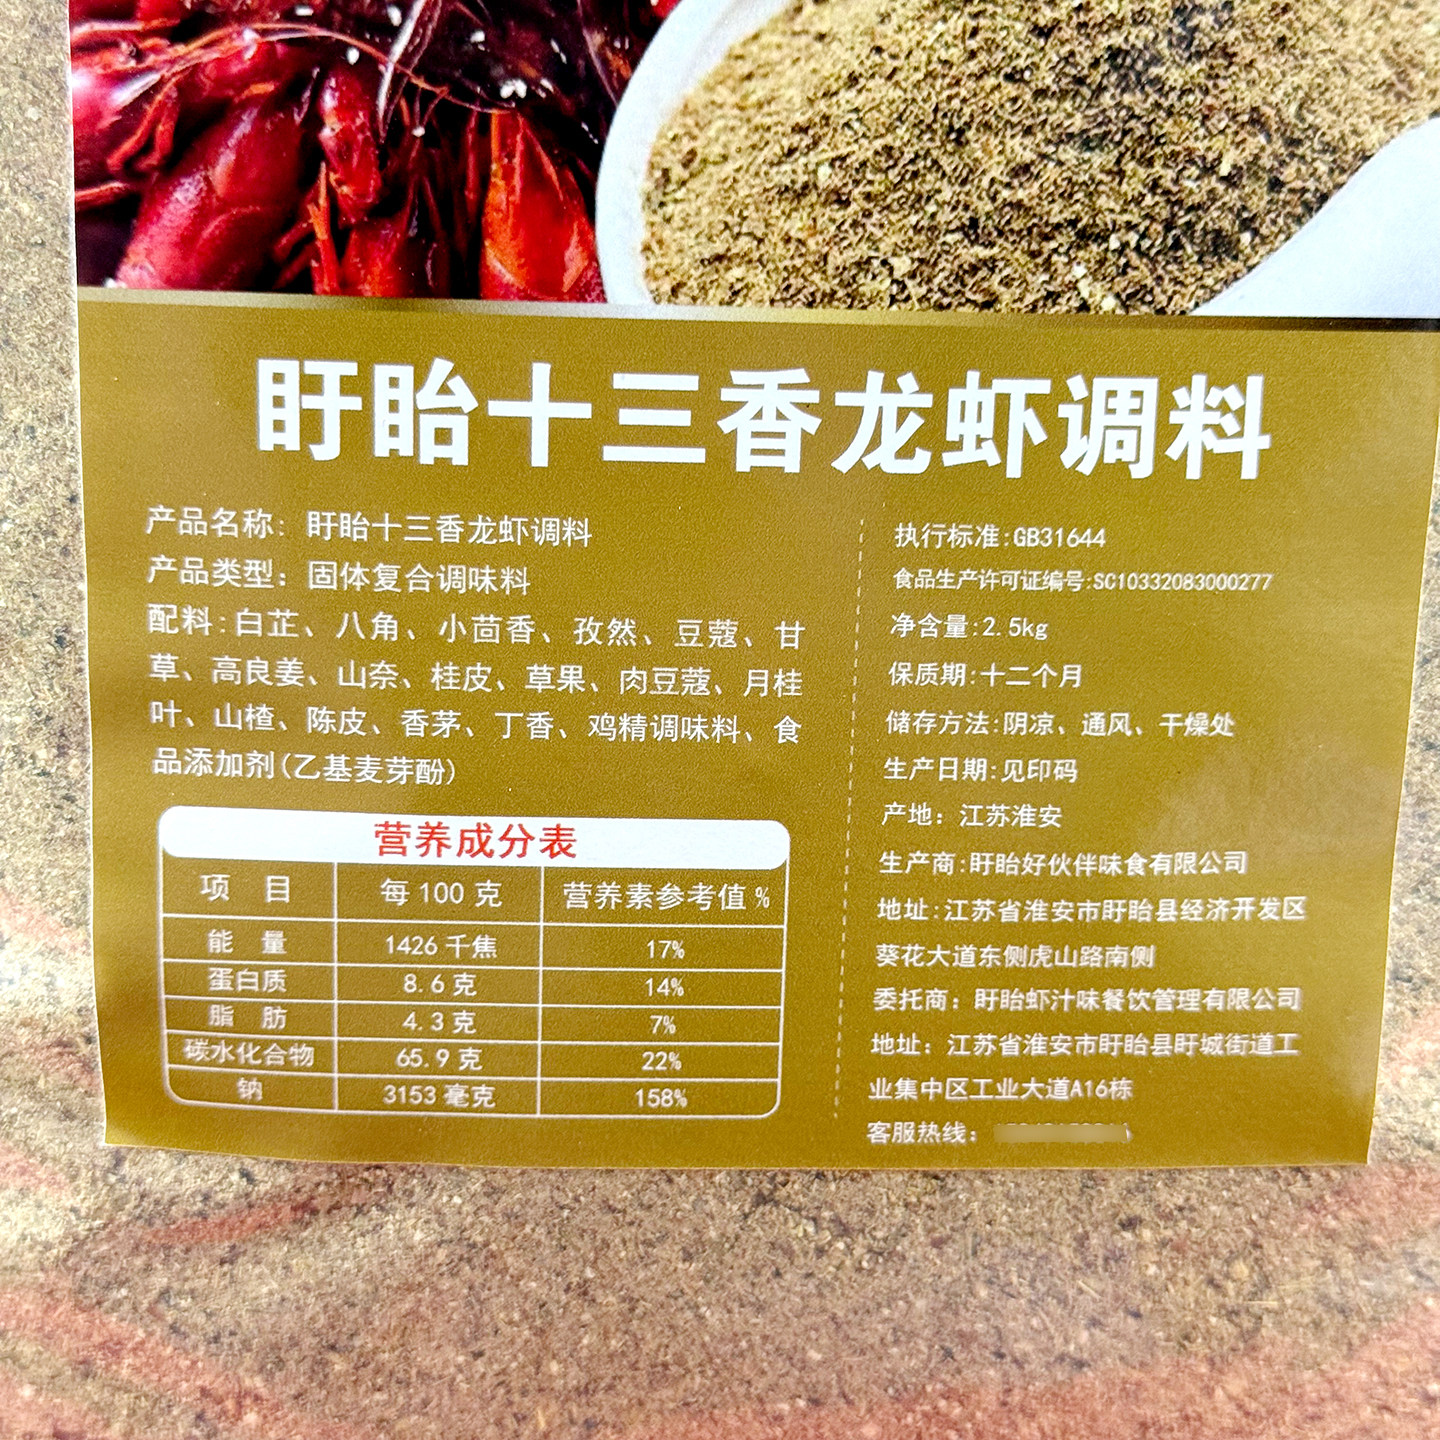 盱眙十三香龙虾调料
产品名称：盱眙十三香龙虾调料
产品类型：固体复合调味料
配料:白芷、八角、小茴香、孜然、豆蔻、甘
草、高良姜、山奈、桂皮、草果、肉豆蔻、月桂
叶、山楂、陈皮、香茅、丁香、鸡精调味料、食
品添加剂(乙基麦芽酚)
营养成分表
项 目 每 100 克 营养素参考值 %
能 量 1426 千焦 17%
蛋白质 8.6 克 14%
脂 肪 4.3 克 7%
碳水化合物 65.9 克 22%
钠 3153 毫克 158%
执行标准:GB31644
食品生产许可证编号:SC10332083000277
净含量:2.5kg
保质期:十二个月
储存方法:阴凉、通风、干燥处
生产日期:见印码
产地：江苏淮安
生产商:盱眙好伙伴味食有限公司
地址:江苏省淮安市盱眙县经济开发区
葵花大道东侧虎山路南侧
委托商：盱眙虾汁味餐饮管理有限公司
地址：江苏省淮安市盱眙县盱城街道工
业集中区工业大道A16栋
客服热线：